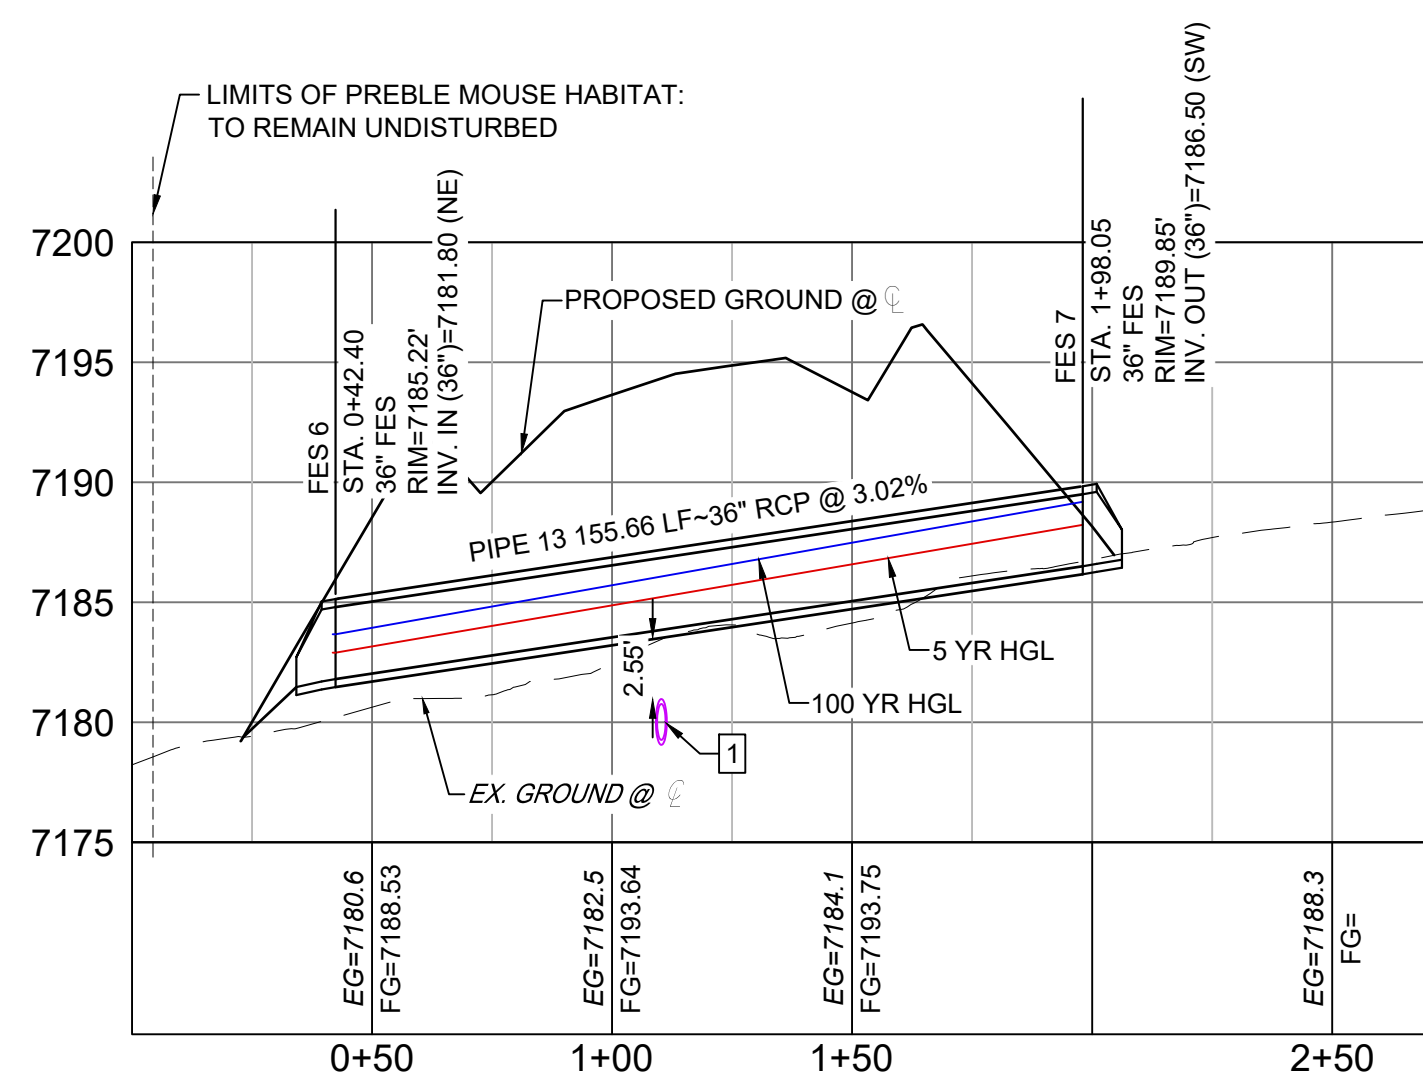 LIMITS OF PREBLE MOUSE HABITAT:
TO REMAIN UNDISTURBED
FES 6
STA. 0+42.40
36" FES
RIM=7185.22'
INV. IN (36")=7181.80 (NE)
FES 7
STA. 1+98.05
36" FES
RIM=7189.85'
INV. OUT (36")=7186.50 (SW)
PROPOSED GROUND @ ℄
PIPE 13 155.66 LF~36" RCP @ 3.02%
5 YR HGL
100 YR HGL
2.55'
1
EX. GROUND @ ℄
7200
7195
7190
7185
7180
7175
EG=7180.6
FG=7188.53
EG=7182.5
FG=7193.64
EG=7184.1
FG=7193.75
EG=7188.3
FG=
0+50
1+00
1+50
2+50